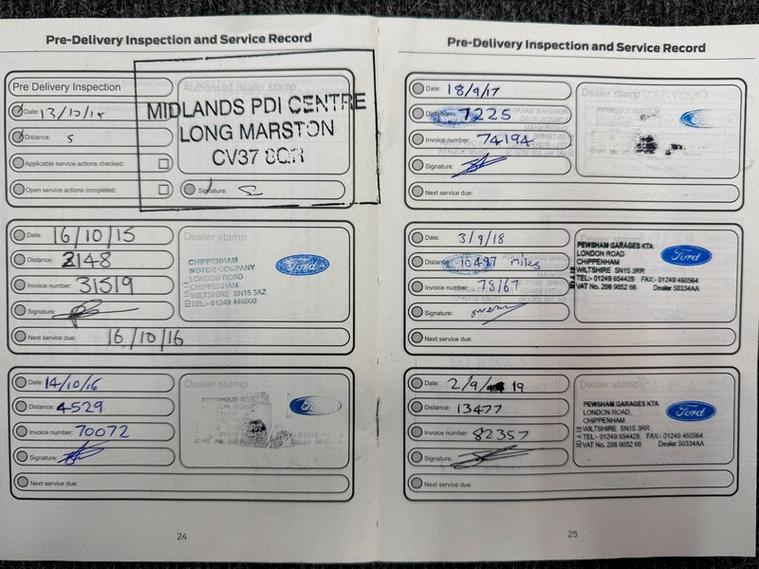 Pre-Delivery Inspection and Service Record
Pre Delivery Inspection
Date: 13/10/14
Distance: 5
Applicable service actions checked:
Open service actions completed:
Authorised dealer stamp
MIDLANDS PDI CENTRE
LONG MARSTON
CV37 8QR
Signature:
Date: 16/10/15
Distance: 2148
Invoice number: 31519
Signature:
Next service due: 16/10/16
Dealer stamp
CHIPPENHAM
MOTOR COMPANY
LONDON ROAD
CHIPPENHAM
WILTSHIRE SN15 3AZ
TEL:- 01249 446000
Ford
Date: 14/10/16
Distance: 4529
Invoice number: 70072
Signature:
Next service due:
Dealer stamp
24
Pre-Delivery Inspection and Service Record
Date: 18/9/17
Distance: 7225
Invoice number: 74194
Signature:
Next service due:
Dealer stamp
Date: 3/9/18
Distance: 10497 miles
Invoice number: 78167
Signature:
Next service due:
PEWSHAM GARAGES KTA
LONDON ROAD
CHIPPENHAM
WILTSHIRE SN15 3RR
TEL:- 01249 654429 FAX:- 01249 460564
VAT No. 208 9052 66 Dealer 50334AA
Ford
Date: 2/9/19
Distance: 13477
Invoice number: 82357
Signature:
Next service due:
Dealer stamp
PEWSHAM GARAGES KTA
LONDON ROAD
CHIPPENHAM
WILTSHIRE SN15 3RR
TEL:- 01249 654429 FAX:- 01249 460564
VAT No. 208 9052 66 Dealer 50334AA
Ford
25